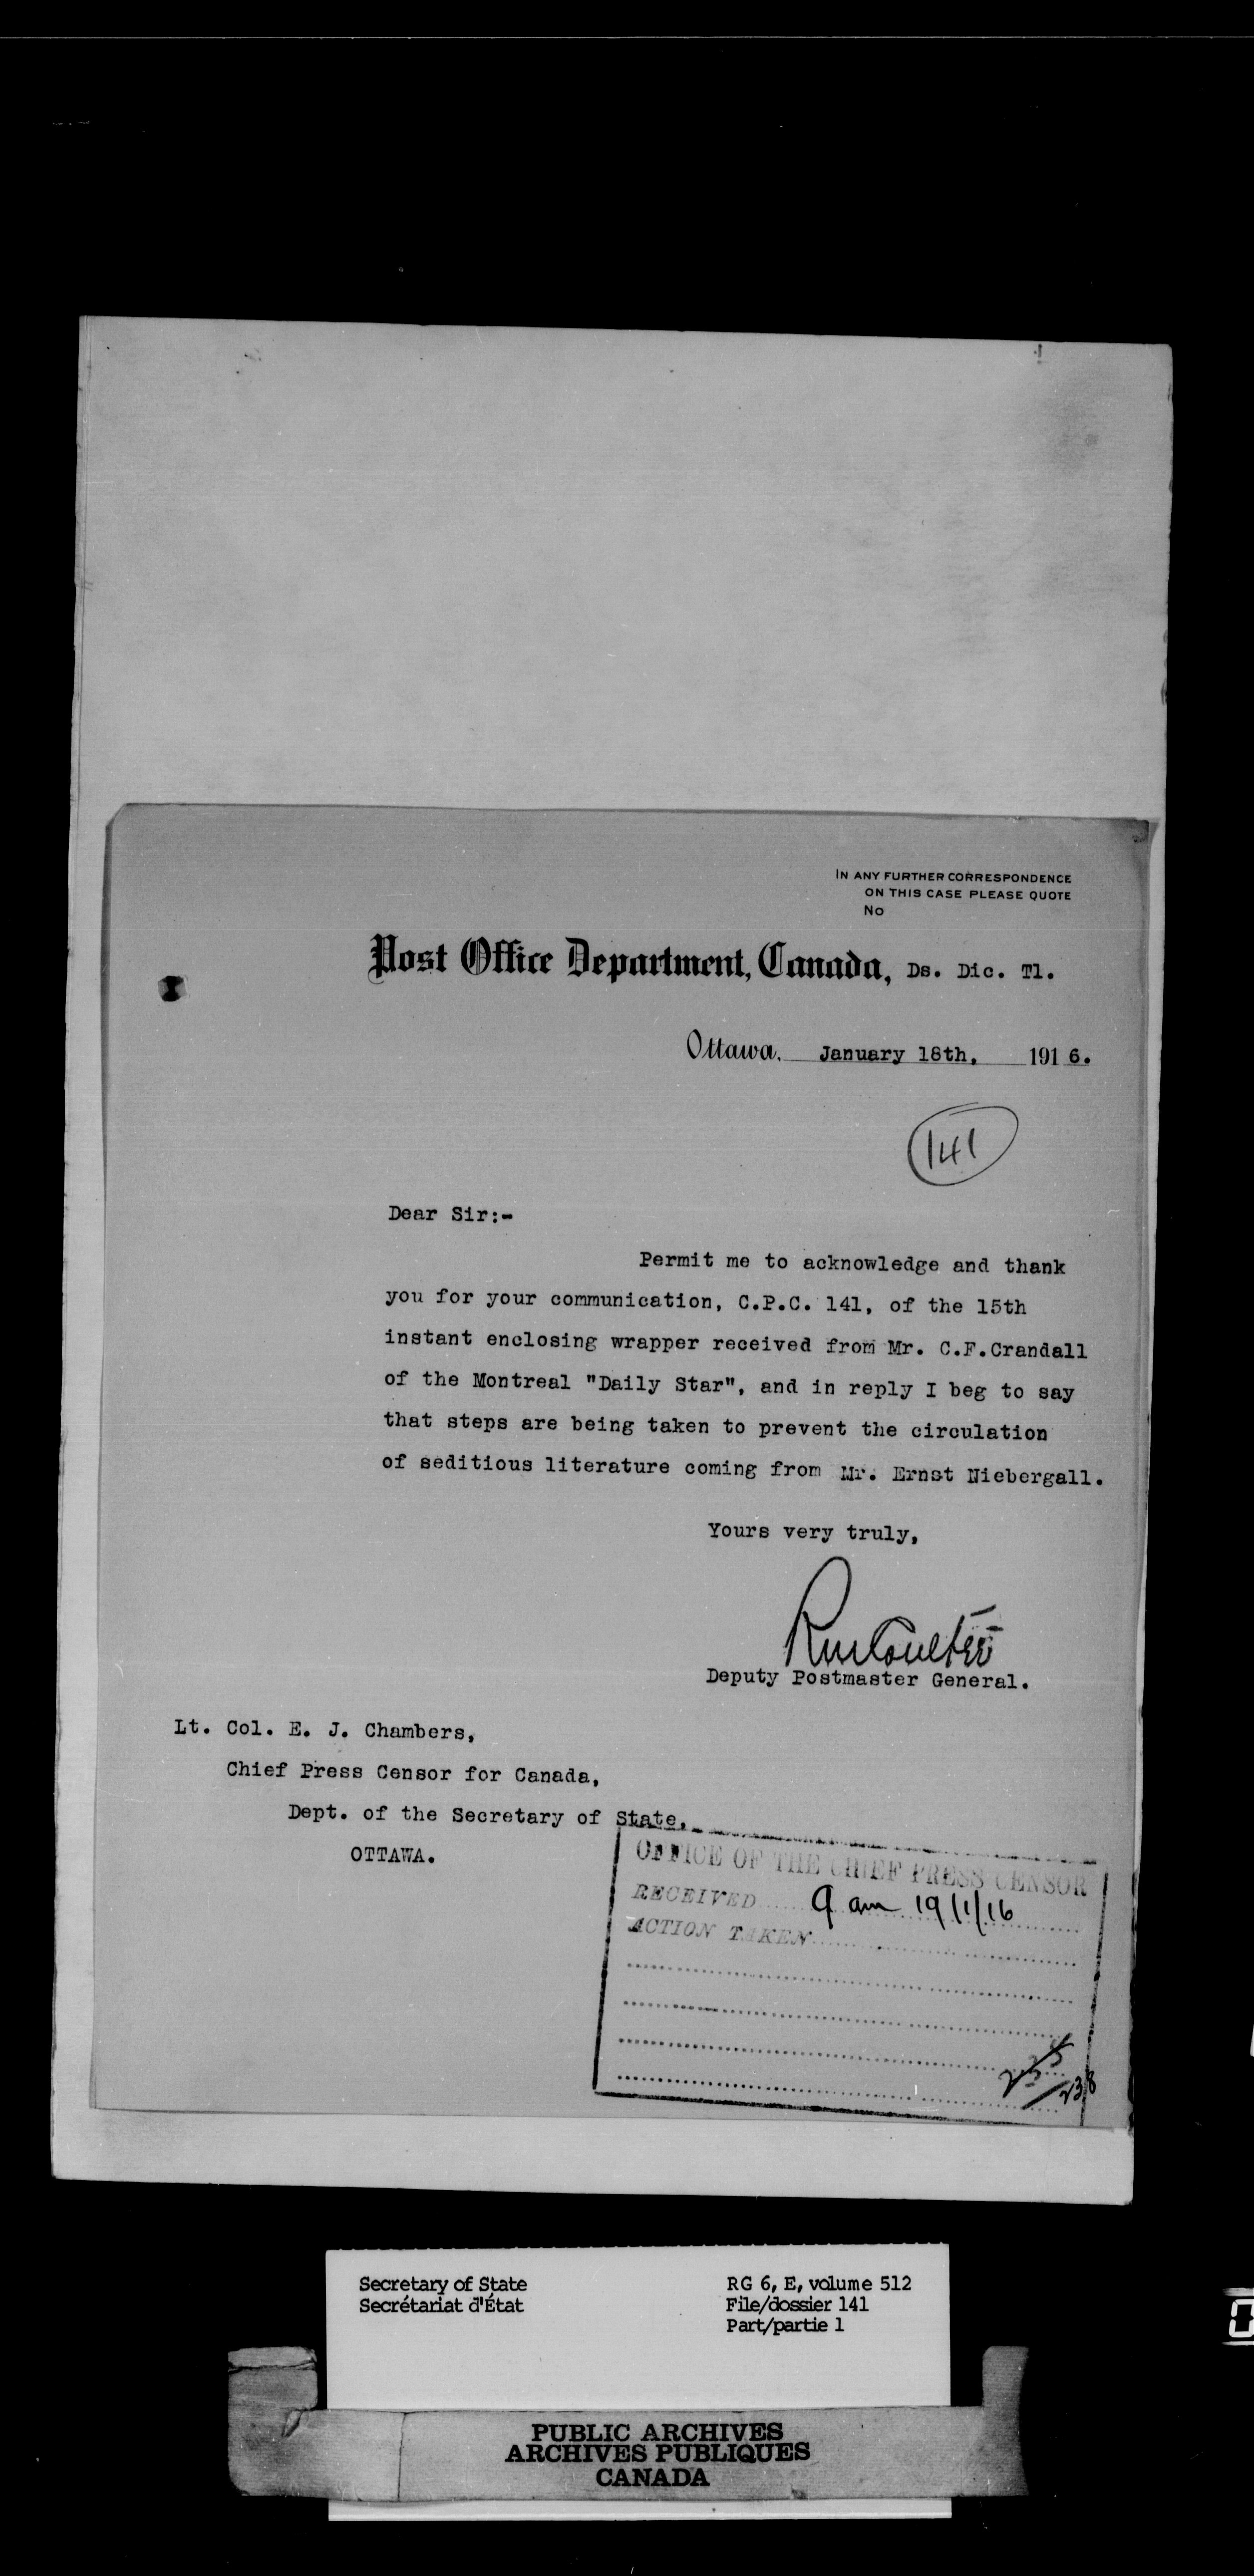 IN ANY FURTHER CORRESPONDENCE
ON THIS CASE PLEASE QUOTE
No
Post Office Department, Canada, Ds. Dic. Tl.
Ottawa, January 18th, 1916.
141
Dear Sir:-
Permit me to acknowledge and thank
you for your communication, C.P.C. 141, of the 15th
instant enclosing wrapper received from Mr. C.F.Crandall
of the Montreal "Daily Star", and in reply I beg to say
that steps are being taken to prevent the circulation
of seditious literature coming from Mr. Ernst Niebergall.
Yours very truly,
RmCoulter
Deputy Postmaster General.
Lt. Col. E. J. Chambers,
Chief Press Censor for Canada,
Dept. of the Secretary of State,
OTTAWA.
OFFICE OF THE CHIEF PRESS CENSOR
RECEIVED 9 am 19/1/16
ACTION TAKEN
Secretary of State
Secrétariat d'État
RG 6, E, volume 512
File/dossier 141
Part/partie 1
PUBLIC ARCHIVES
ARCHIVES PUBLIQUES
CANADA